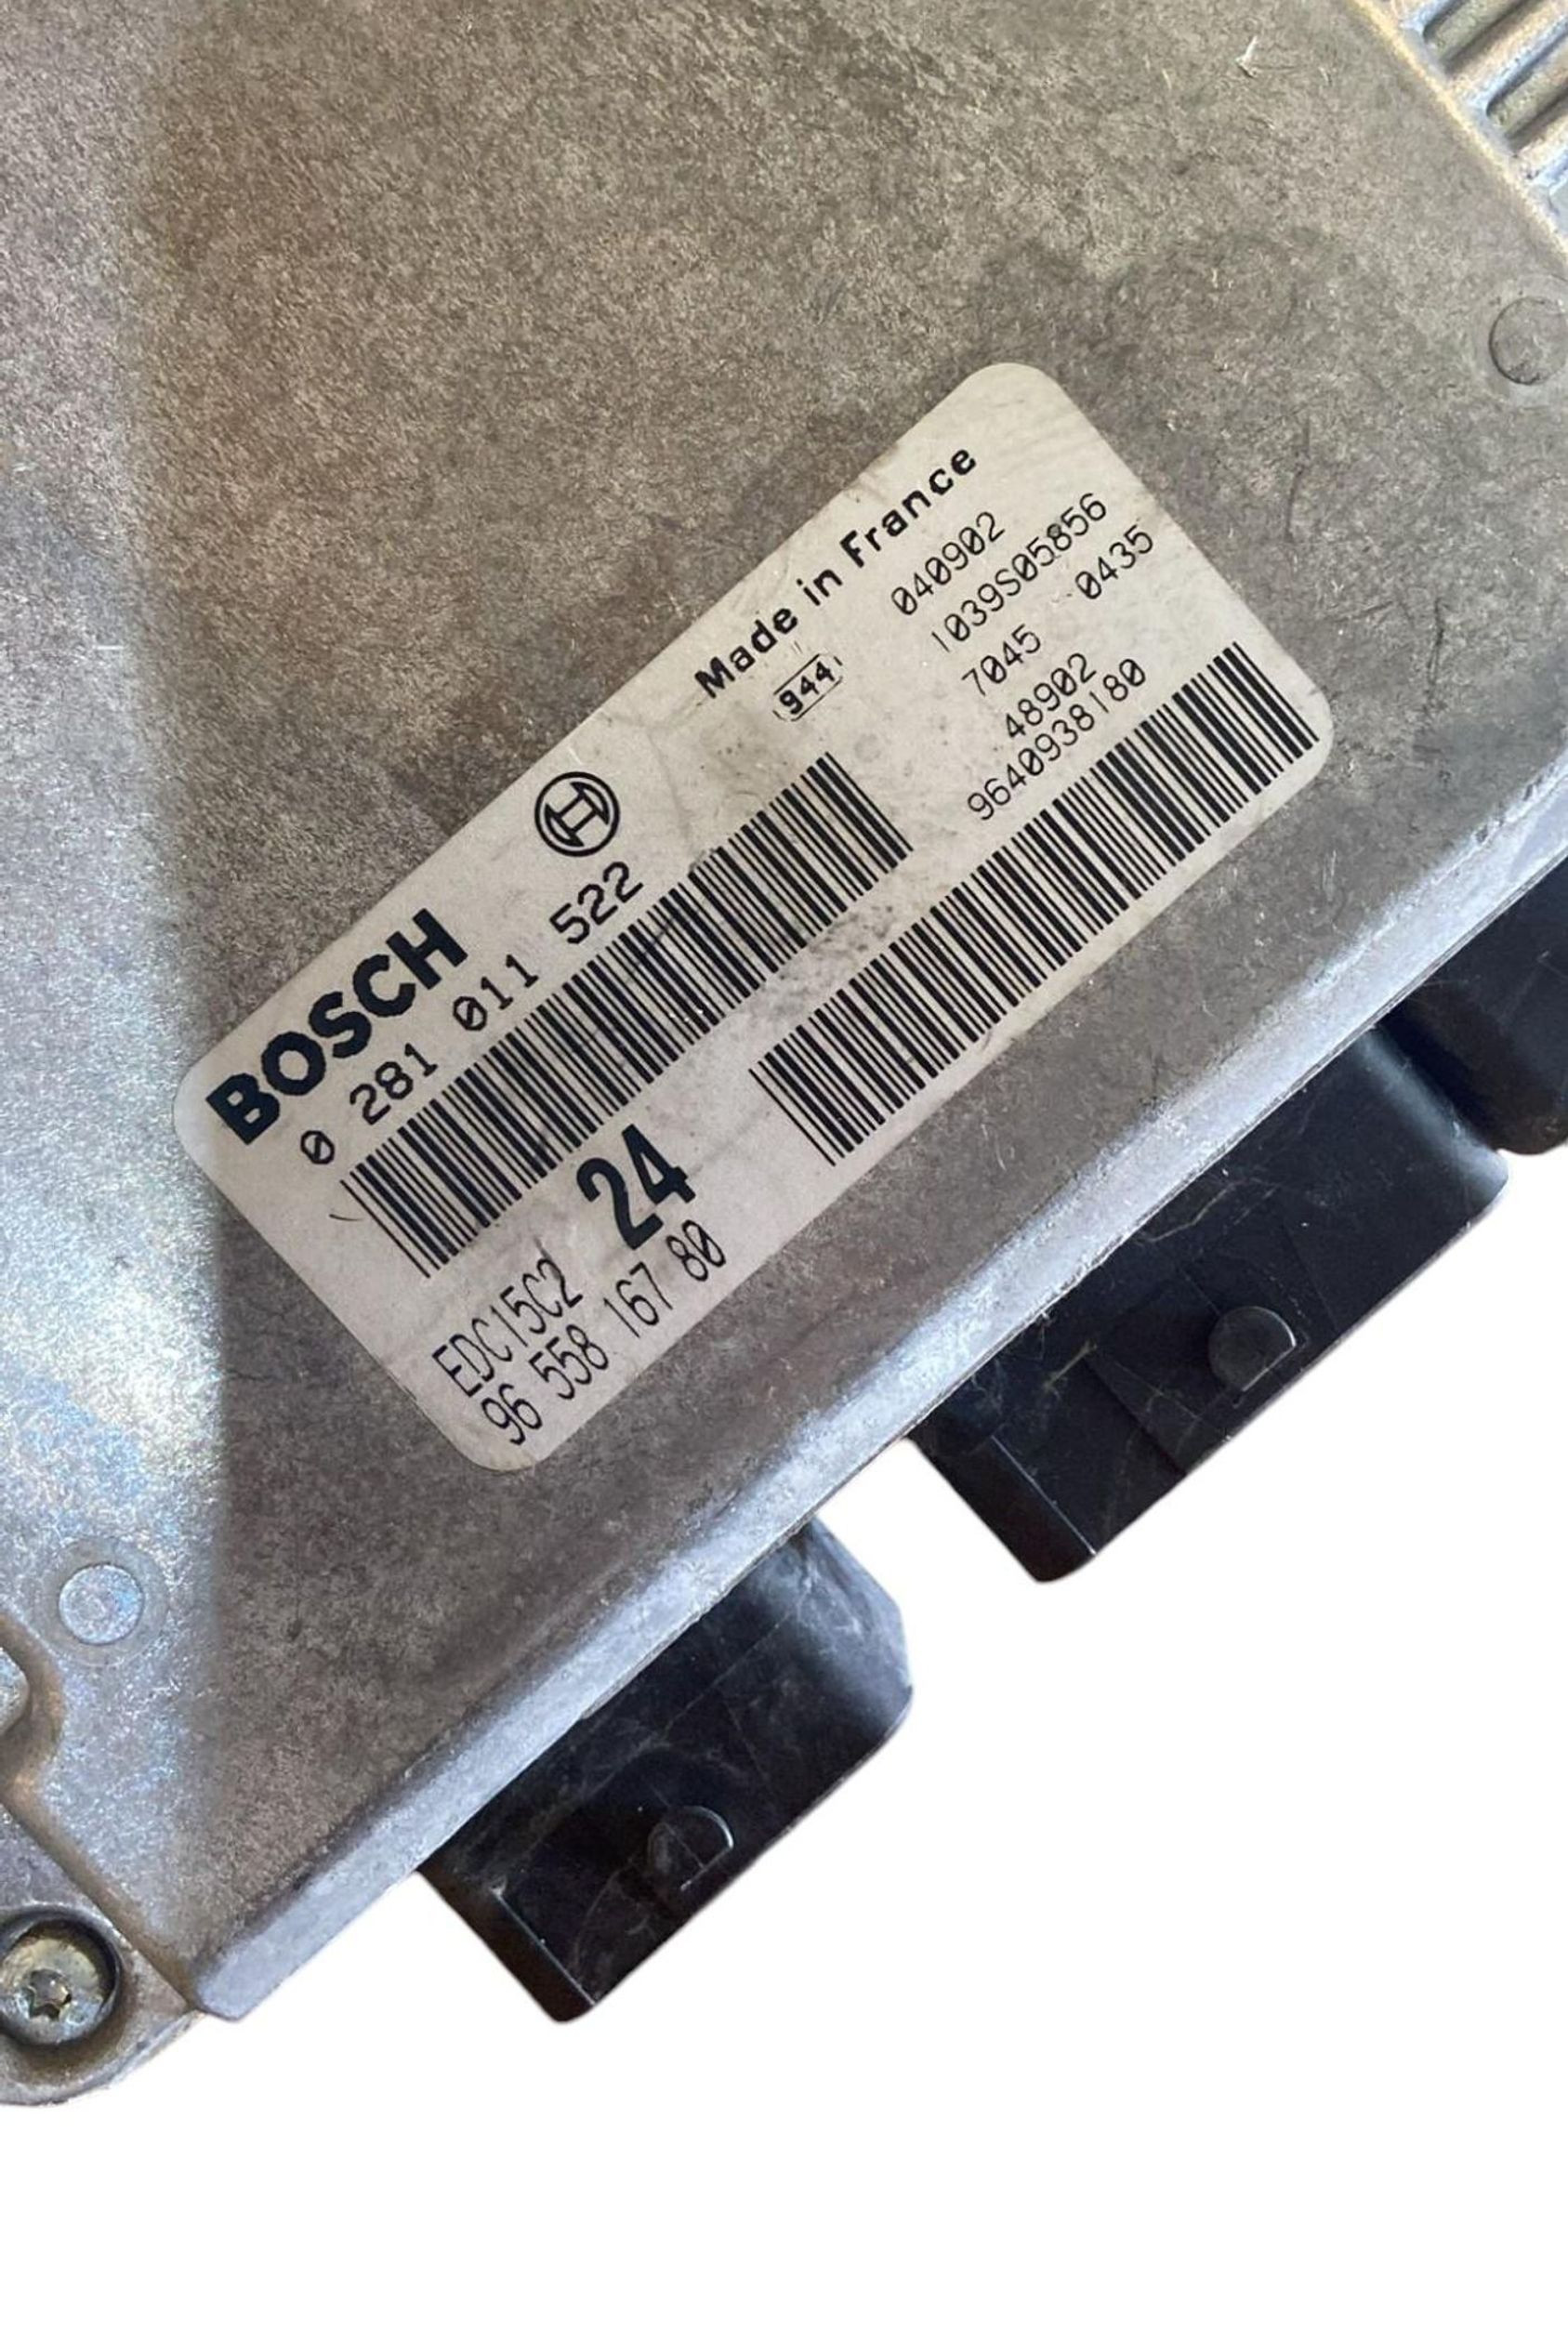 BOSCH
0 281 011 522
24
EDC15C2
96 558 167 80
Made in France
944
040902
1039S05856
7045 0435
48902
9640938180